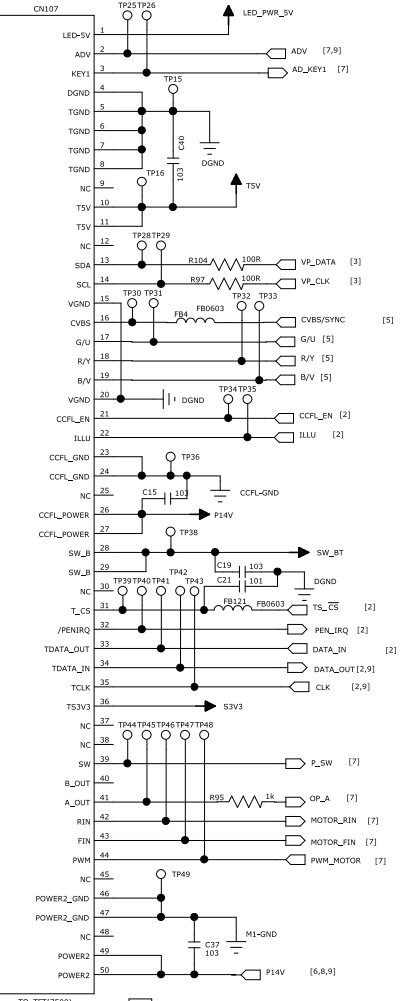 CN107
TP25 TP26
LED_PWR_5V
LED-5V 1
ADV 2 ADV [7,9]
KEY1 3 AD_KEY1 [7]
DGND 4
TP15
TGND 5
TGND 6
C40
103
DGND
TGND 7
TGND 8
TP16
NC 9
T5V
T5V 10
T5V 11
NC 12
TP28 TP29
SDA 13 R104 100R VP_DATA [3]
SCL 14 R97 100R VP_CLK [3]
VGND 15
TP30 TP31 TP32 TP33
FB4 FB0603
CVBS 16 CVBS/SYNC [5]
G/U 17 G/U [5]
R/Y 18 R/Y [5]
B/V 19 B/V [5]
TP34 TP35
VGND 20 DGND
CCFL_EN 21 CCFL_EN [2]
ILLU 22 ILLU [2]
CCFL_GND 23
TP36
CCFL_GND 24
NC 25 C15 103 CCFL-GND
CCFL_POWER 26 P14V
CCFL_POWER 27
TP38
SW_B 28 SW_BT
C19 103
SW_B 29
C21 101
DGND
NC 30
TP39 TP40 TP41 TP42 TP43
T_CS 31 FB121 FB0603 TS_CS [2]
/PENIRQ 32 PEN_IRQ [2]
TDATA_OUT 33 DATA_IN [2]
TDATA_IN 34 DATA_OUT [2,9]
TCLK 35 CLK [2,9]
TS3V3 36 S3V3
NC 37
TP44 TP45 TP46 TP47 TP48
NC 38
SW 39 P_SW [7]
B_OUT 40
A_OUT 41 R95 1k OP_A [7]
RIN 42 MOTOR_RIN [7]
FIN 43 MOTOR_FIN [7]
PWM 44 PWM_MOTOR [7]
NC 45
TP49
POWER2_GND 46
POWER2_GND 47
NC 48
M1-GND
C37
103
POWER2 49
POWER2 50 P14V [6,8,9]